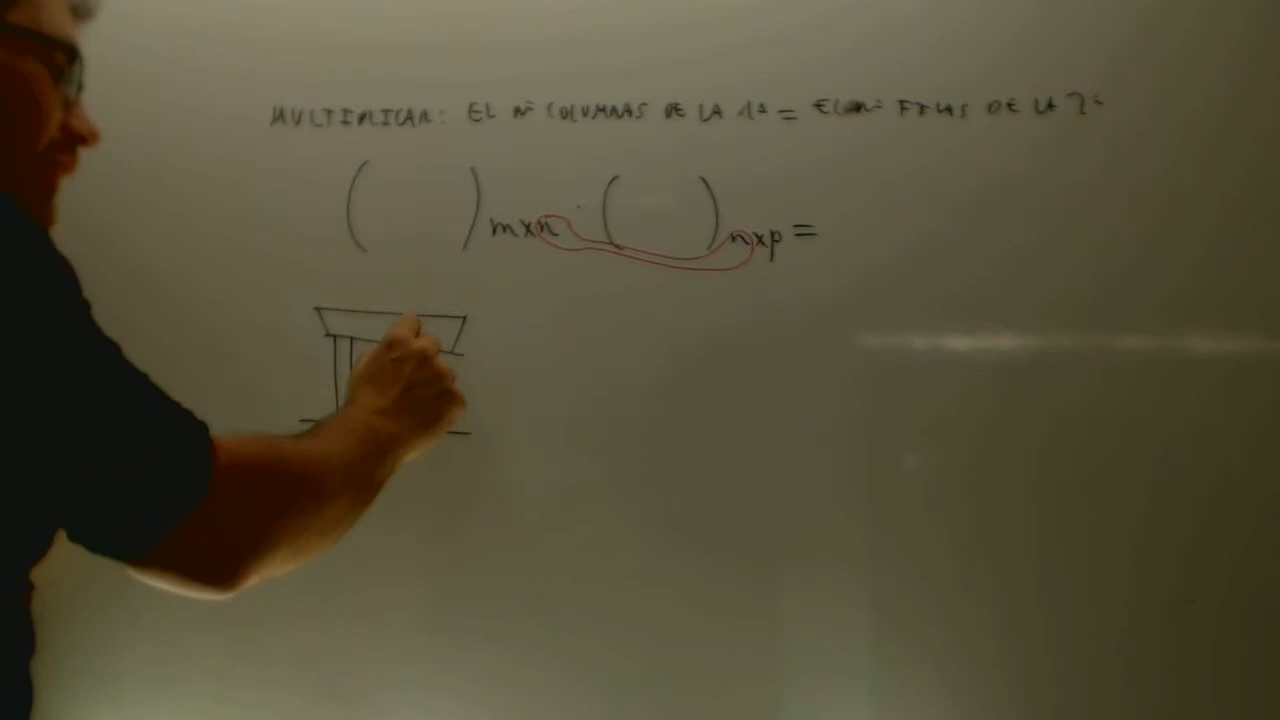 MULTIPLICAR: EL Nº COLUMNAS DE LA 1ª = EL Nº FILAS DE LA 2ª
( )mxn · ( )nxp =